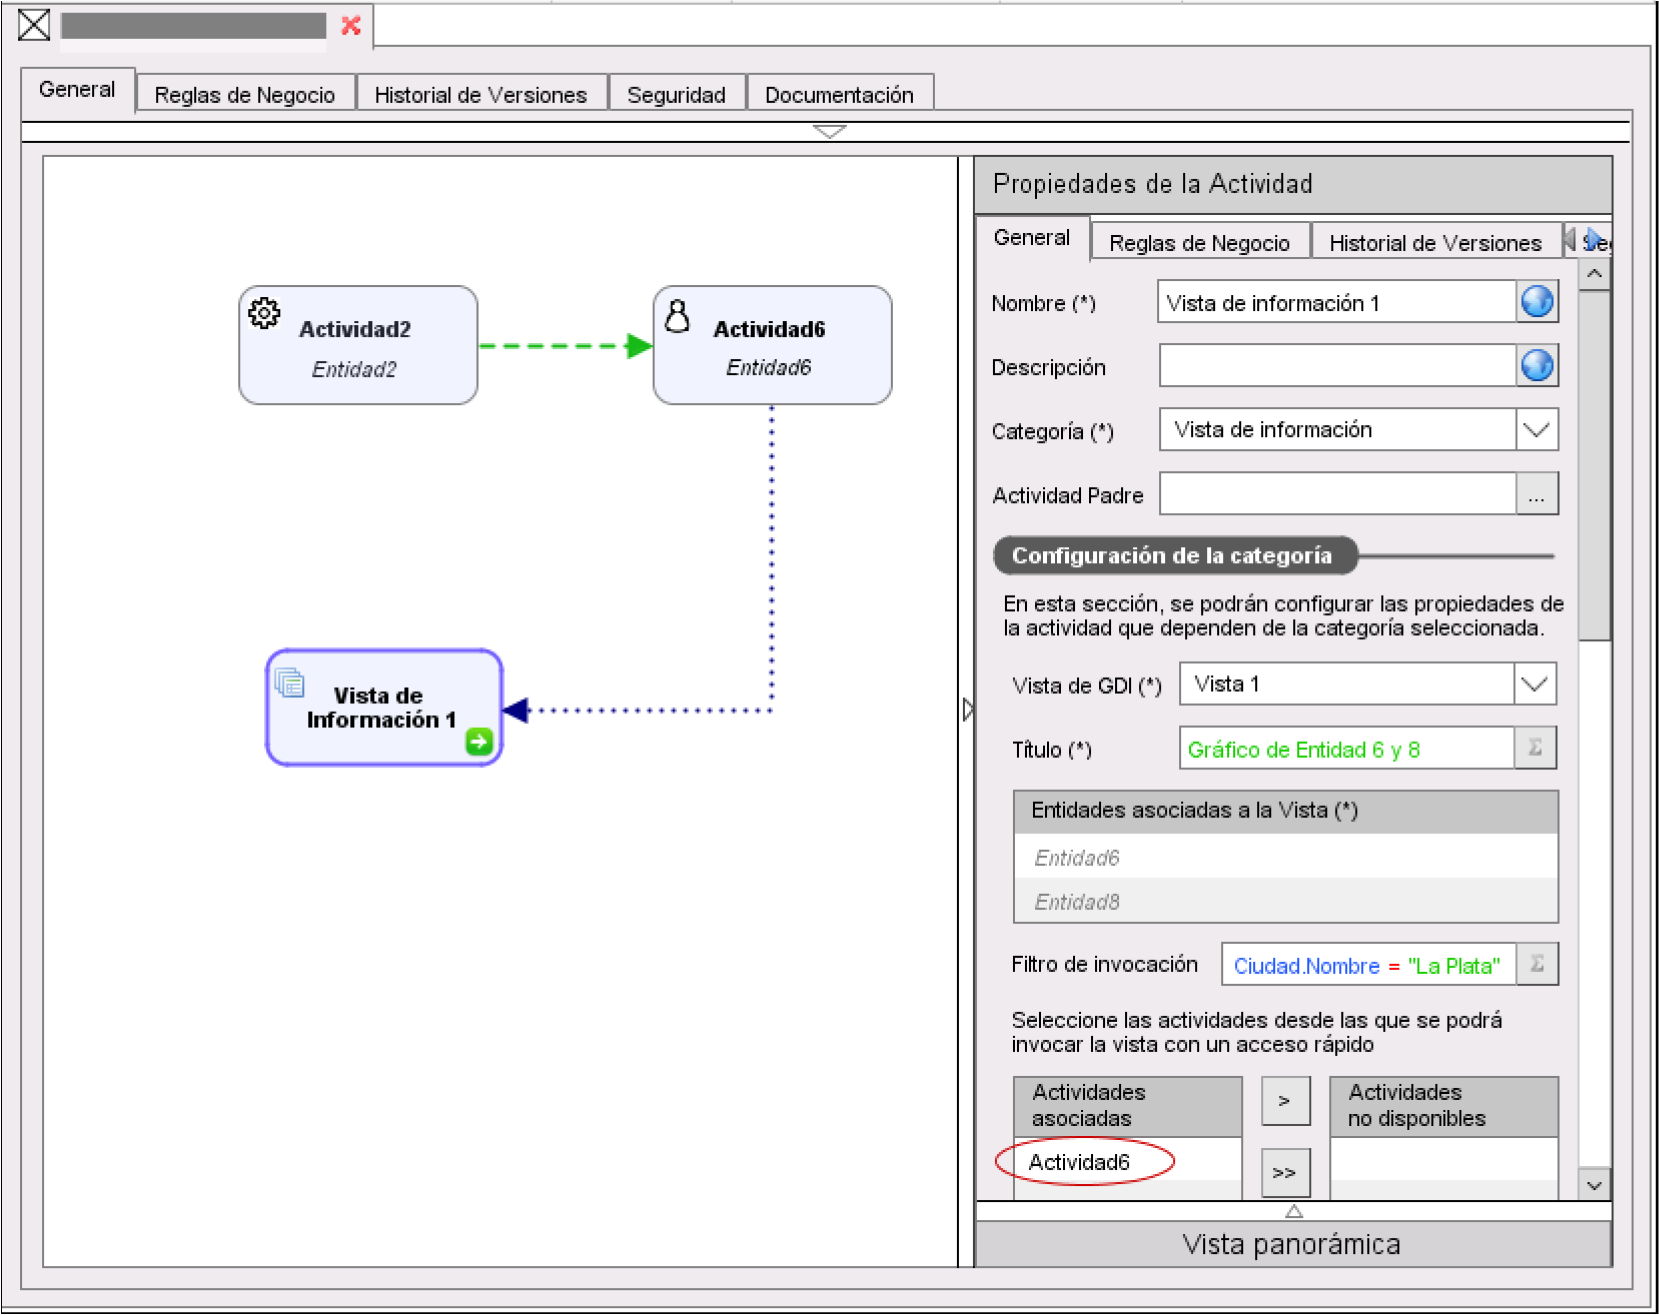 General
Reglas de Negocio
Historial de Versiones
Seguridad
Documentación
Actividad2
Entidad2
Actividad6
Entidad6
Vista de
Información 1
Propiedades de la Actividad
General
Reglas de Negocio
Historial de Versiones
Nombre (*)
Vista de información 1
Descripción
Categoría (*)
Vista de información
Actividad Padre
...
Configuración de la categoría
En esta sección, se podrán configurar las propiedades de
la actividad que dependen de la categoría seleccionada.
Vista de GDI (*)
Vista 1
Título (*)
Gráfico de Entidad 6 y 8
Σ
Entidades asociadas a la Vista (*)
Entidad6
Entidad8
Filtro de invocación
Ciudad.Nombre = "La Plata"
Σ
Seleccione las actividades desde las que se podrá
invocar la vista con un acceso rápido
Actividades
asociadas
>
Actividades
no disponibles
Actividad6
>>
Vista panorámica